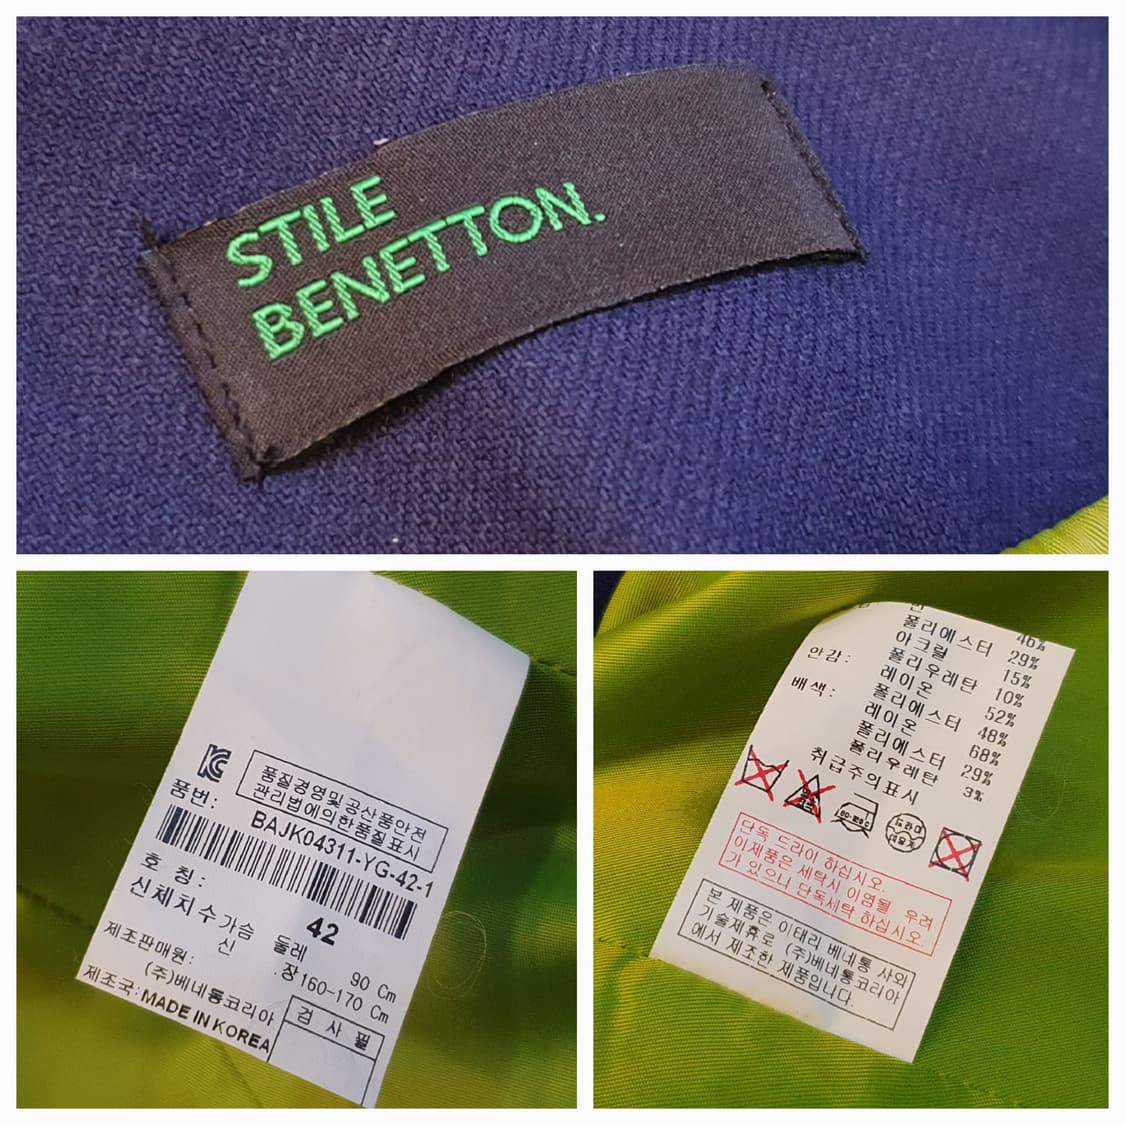 STILE
BENETTON.
품질경영및공산품안전
관리법에의한품질표시
품번:
BAJK04311-YG-42-1
호 칭:
42
신체치수 가슴 둘레 90 Cm
신 장 160-170 Cm
제조판매원:
(주)베네통코리아
제조국: MADE IN KOREA
검 사 필
46%
폴리에스터 29%
아크릴 15%
폴리우레탄 10%
안감: 레이온 52%
폴리에스터 48%
배색: 레이온 68%
폴리에스터 29%
폴리우레탄 3%
취급주의표시
단독 드라이 하십시오.
이제품은 세탁시 이염될 우려
가 있으니 단독세탁 하십시오.
본 제품은 이태리 베네통 사와
기술제휴로 (주)베네통코리아
에서 제조한 제품입니다.